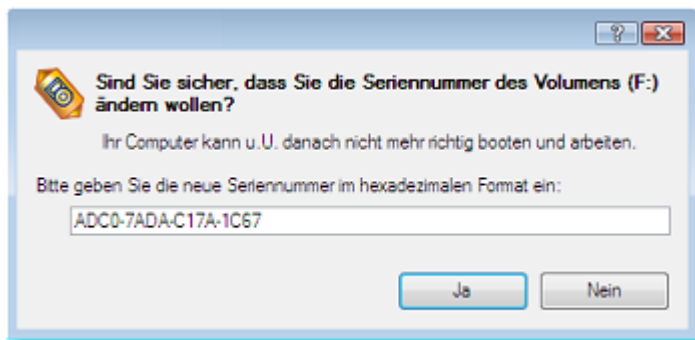 Sind Sie sicher, dass Sie die Seriennummer des Volumens (F:)
ändern wollen?
Ihr Computer kann u.U. danach nicht mehr richtig booten und arbeiten.
Bitte geben Sie die neue Seriennummer im hexadezimalen Format ein:
ADC0-7ADA-C17A-1C67
Ja
Nein